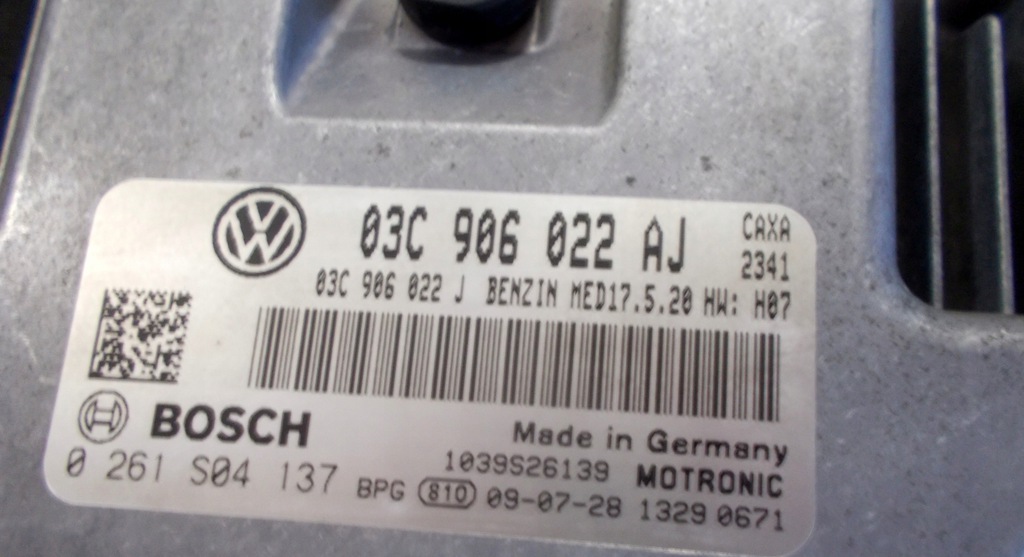 03C 906 022 AJ
CAXA
2341
03C 906 022 J BENZIN MED17.5.20 HW: H07
BOSCH
Made in Germany
0 261 S04 137
1039S26139 MOTRONIC
BPG 810 09-07-28 1329 0671